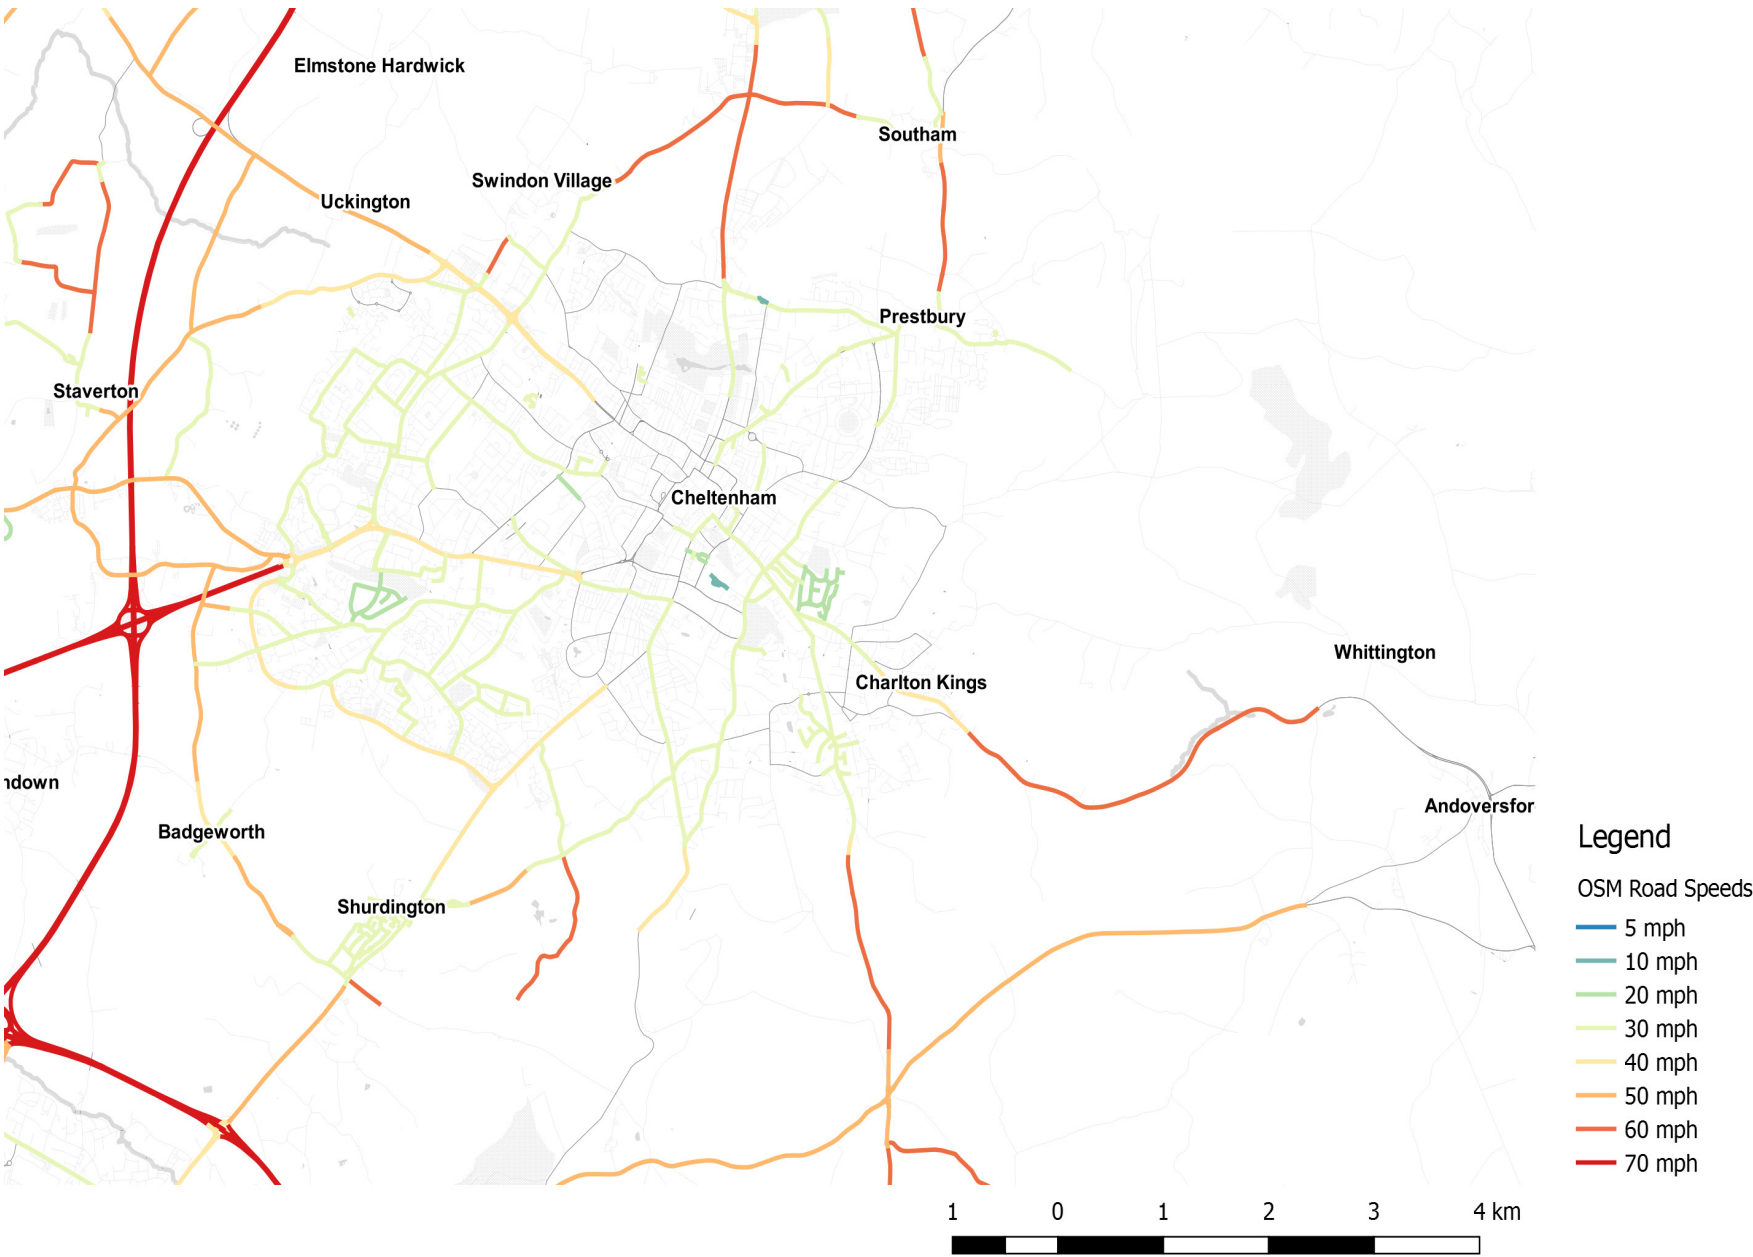 Elmstone Hardwick
Southam
Swindon Village
Uckington
Prestbury
Staverton
Cheltenham
Whittington
Charlton Kings
ndown
Andoversfor
Badgeworth
Shurdington
Legend
OSM Road Speeds
5 mph
10 mph
20 mph
30 mph
40 mph
50 mph
60 mph
70 mph
1 0 1 2 3 4 km